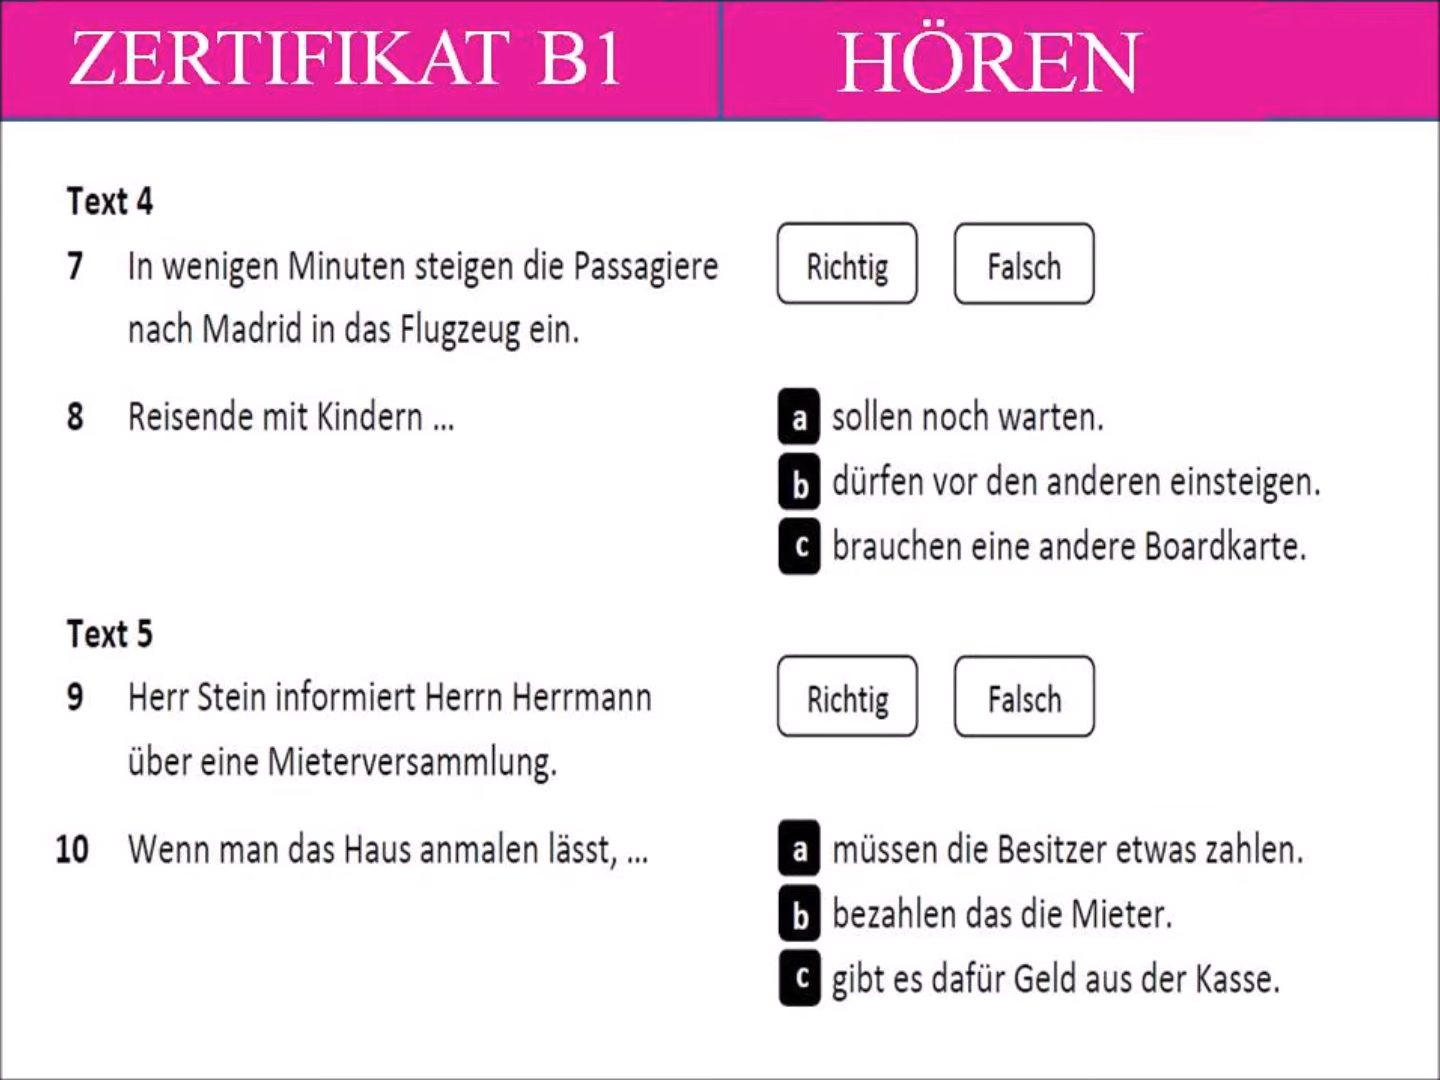 ZERTIFIKAT B1
HÖREN
Text 4
7 In wenigen Minuten steigen die Passagiere
nach Madrid in das Flugzeug ein.
Richtig
Falsch
8 Reisende mit Kindern ...
a sollen noch warten.
b dürfen vor den anderen einsteigen.
c brauchen eine andere Boardkarte.
Text 5
9 Herr Stein informiert Herrn Herrmann
über eine Mieterversammlung.
Richtig
Falsch
10 Wenn man das Haus anmalen lässt, ...
a müssen die Besitzer etwas zahlen.
b bezahlen das die Mieter.
c gibt es dafür Geld aus der Kasse.